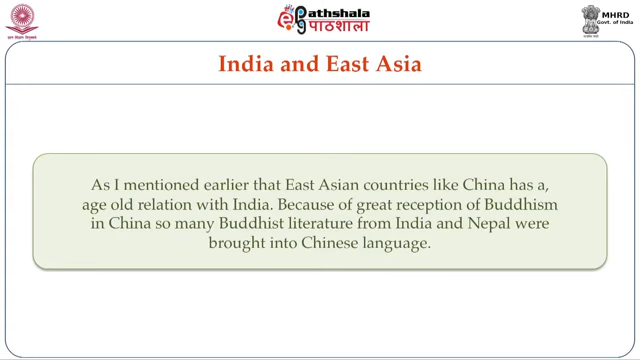 Pathshala
पाठशाला
MHRD
Govt. of India
India and East Asia
As I mentioned earlier that East Asian countries like China has a,
age old relation with India. Because of great reception of Buddhism
in China so many Buddhist literature from India and Nepal were
brought into Chinese language.